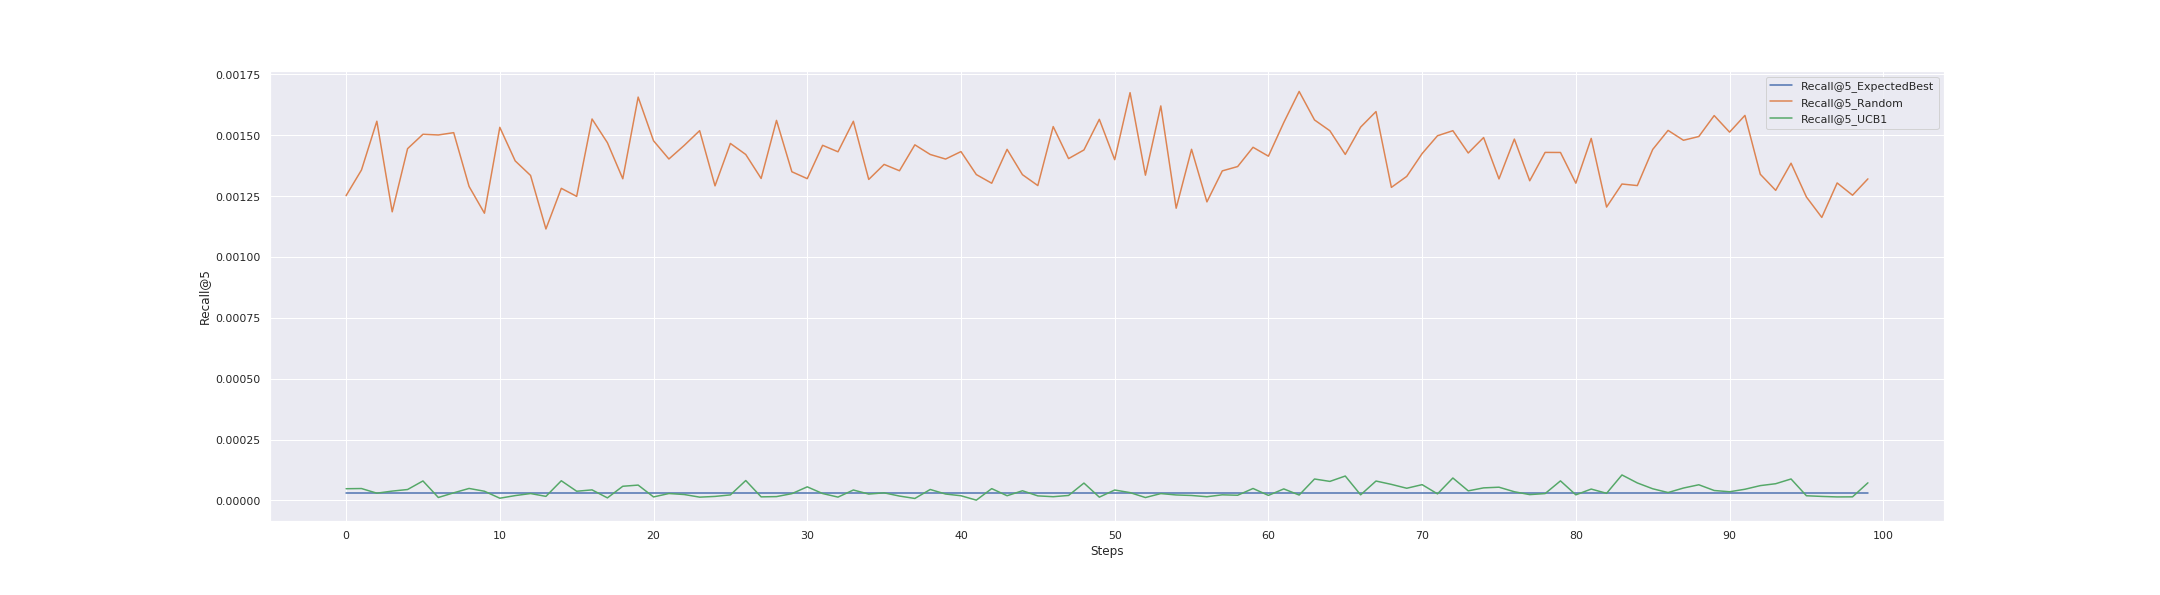 0.00175
0.00150
0.00125
0.00100
0.00075
0.00050
0.00025
0.00000
Recall@5
Recall@5_ExpectedBest
Recall@5_Random
Recall@5_UCB1
0 10 20 30 40 50 60 70 80 90 100
Steps